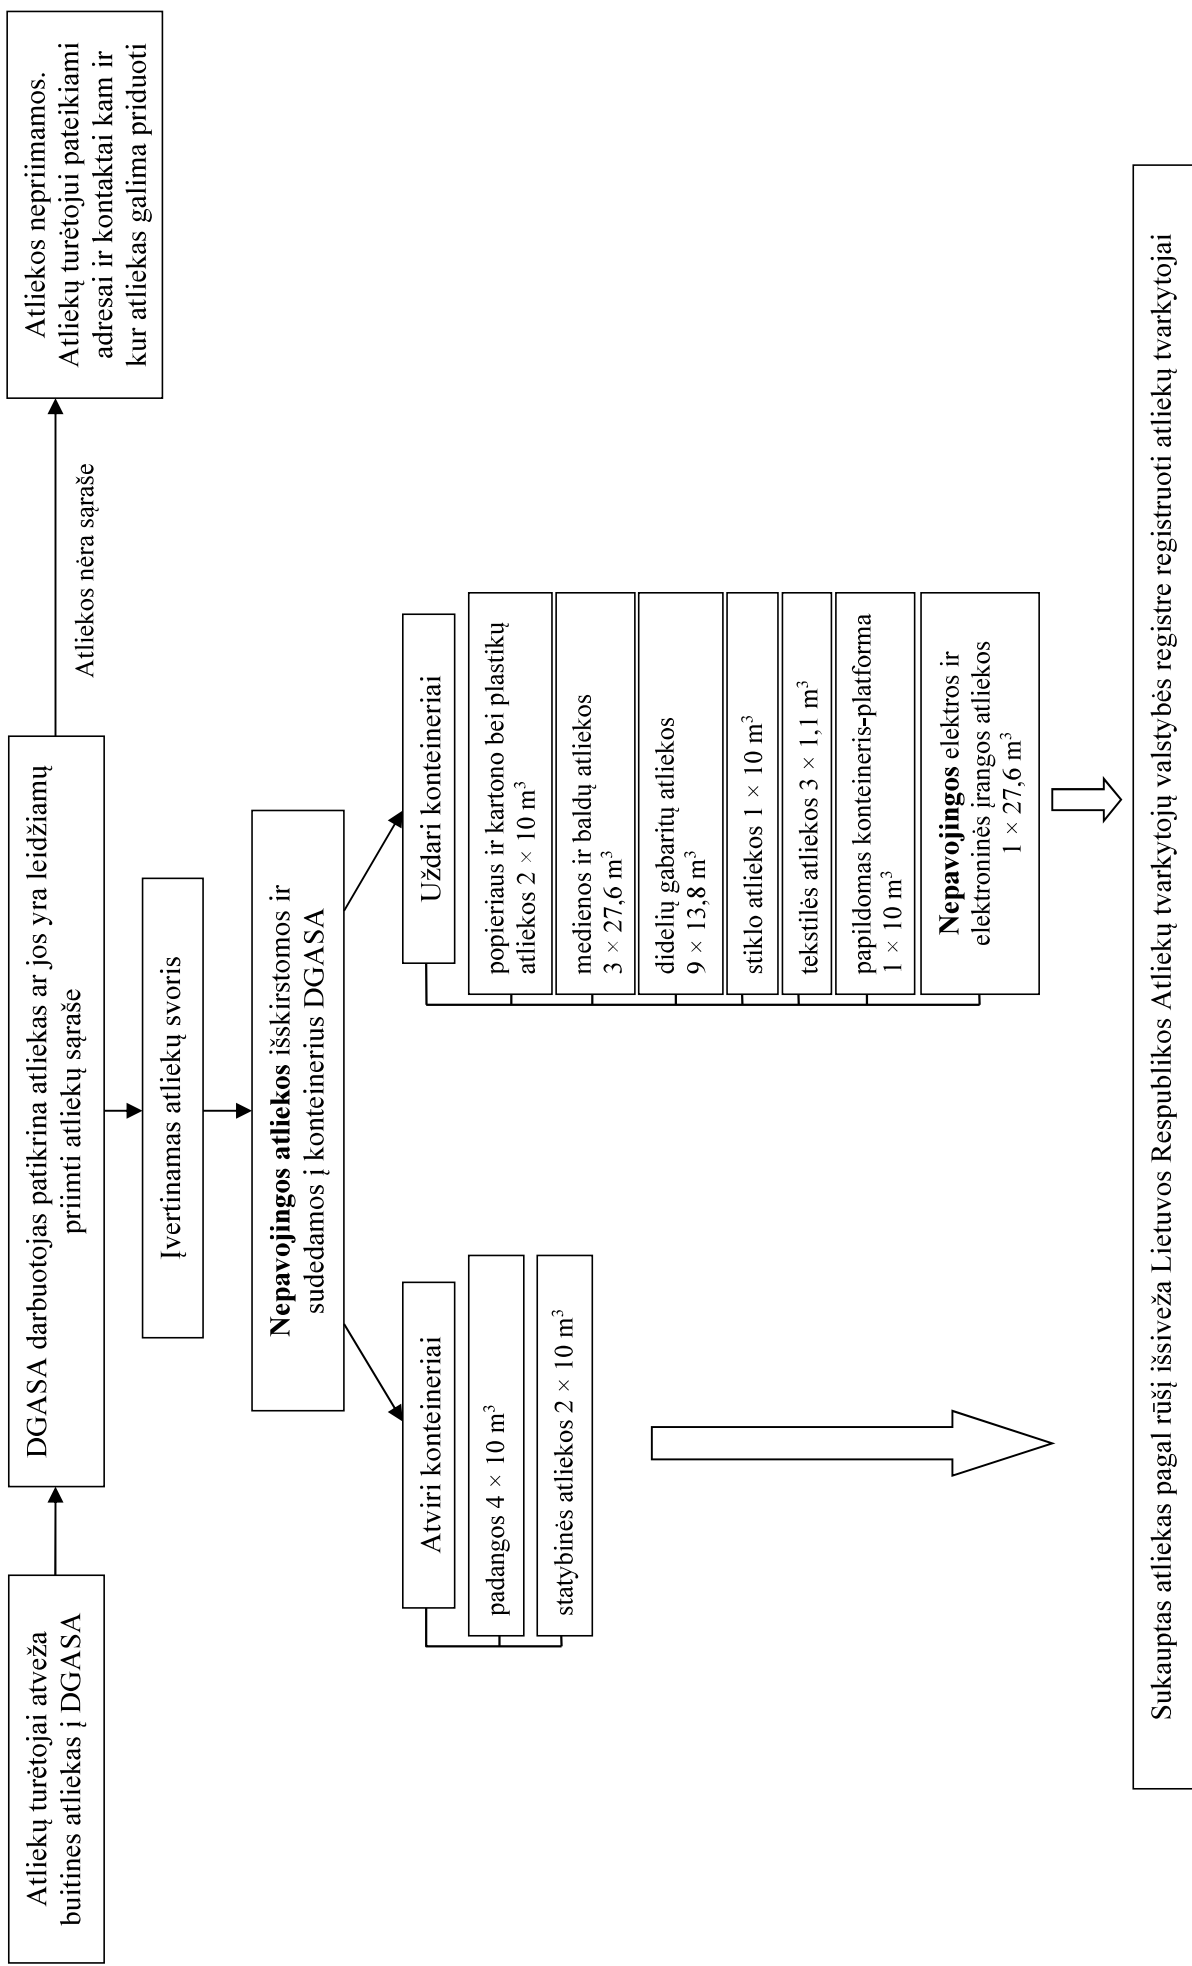 Atliekų turėtojai atveža
buitines atliekas į DGASA
DGASA darbuotojas patikrina atliekas ar jos yra leidžiamų
priimti atliekų sąraše
Atliekos nėra sąraše
Atliekos nepriimamos.
Atliekų turėtojui pateikiami
adresai ir kontaktai kam ir
kur atliekas galima priduoti
Įvertinamas atliekų svoris
Nepavojingos atliekos išskirstomos ir
sudedamos į konteinerius DGASA
Atviri konteineriai
padangos 4 × 10 m³
statybinės atliekos 2 × 10 m³
Uždari konteineriai
popieriaus ir kartono bei plastikų
atliekos 2 × 10 m³
medienos ir baldų atliekos
3 × 27,6 m³
didelių gabaritų atliekos
9 × 13,8 m³
stiklo atliekos 1 × 10 m³
tekstilės atliekos 3 × 1,1 m³
papildomas konteineris-platforma
1 × 10 m³
Nepavojingos elektros ir
elektroninės įrangos atliekos
1 × 27,6 m³
Sukauptas atliekas pagal rūšį išsiveža Lietuvos Respublikos Atliekų tvarkytojų valstybės registre registruoti atliekų tvarkytojai